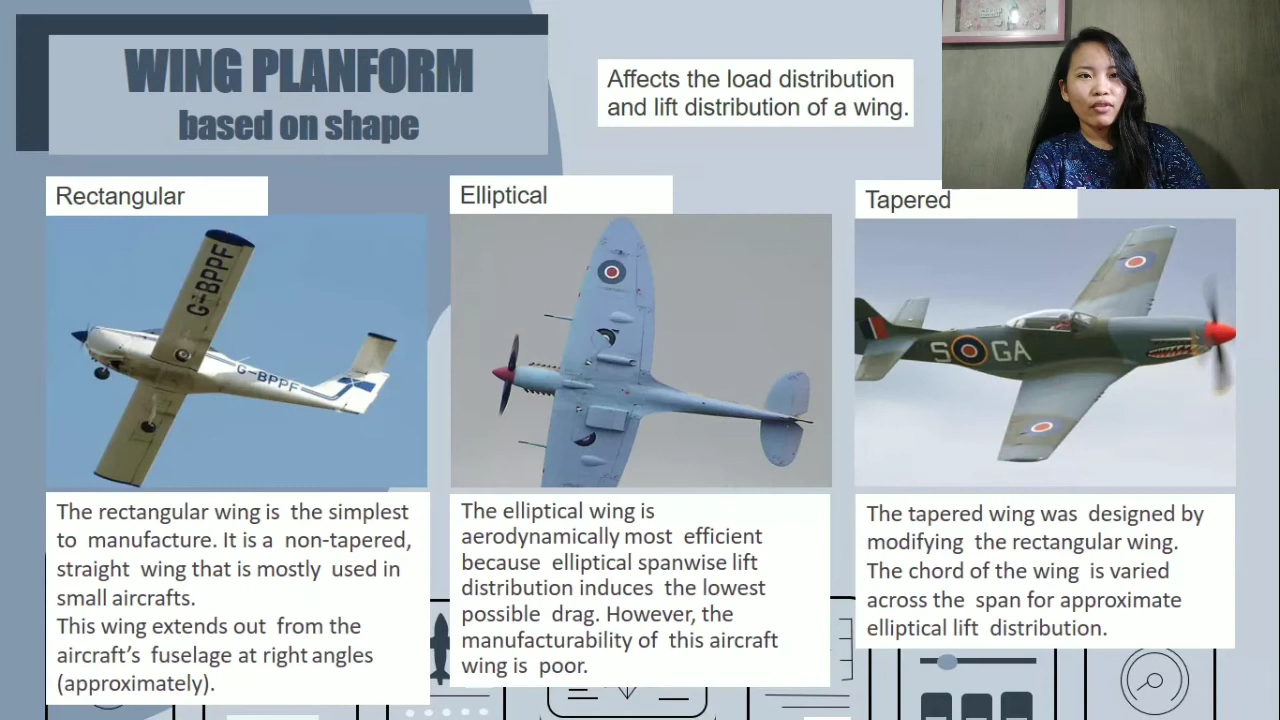 WING PLANFORM
based on shape
Affects the load distribution
and lift distribution of a wing.
Rectangular
G-BPPF
G-BPPF
The rectangular wing is the simplest
to manufacture. It is a non-tapered,
straight wing that is mostly used in
small aircrafts.
This wing extends out from the
aircraft's fuselage at right angles
(approximately).
Elliptical
The elliptical wing is
aerodynamically most efficient
because elliptical spanwise lift
distribution induces the lowest
possible drag. However, the
manufacturability of this aircraft
wing is poor.
Tapered
S GA
The tapered wing was designed by
modifying the rectangular wing.
The chord of the wing is varied
across the span for approximate
elliptical lift distribution.